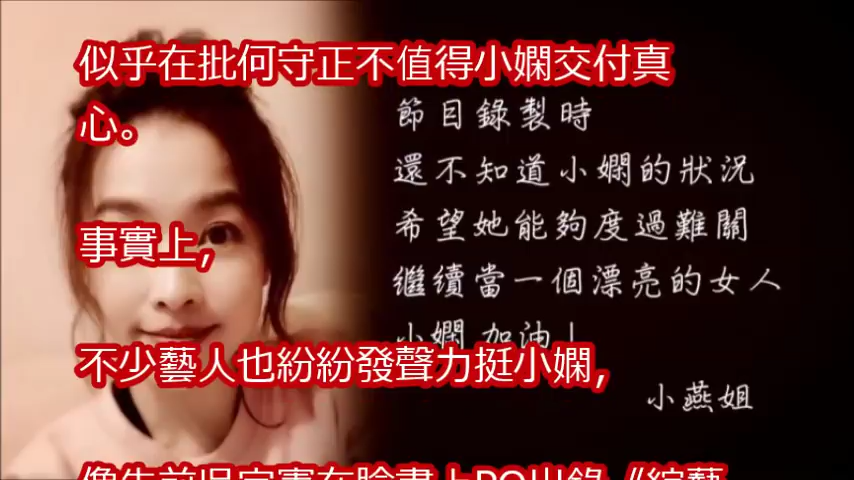 似乎在批何守正不值得小嫻交付真
心。
事實上，
不少藝人也紛紛發聲力挺小嫻，
節目錄製時
還不知道小嫻的狀況
希望她能夠度過難關
繼續當一個漂亮的女人
小嫻 加油！
小燕姐